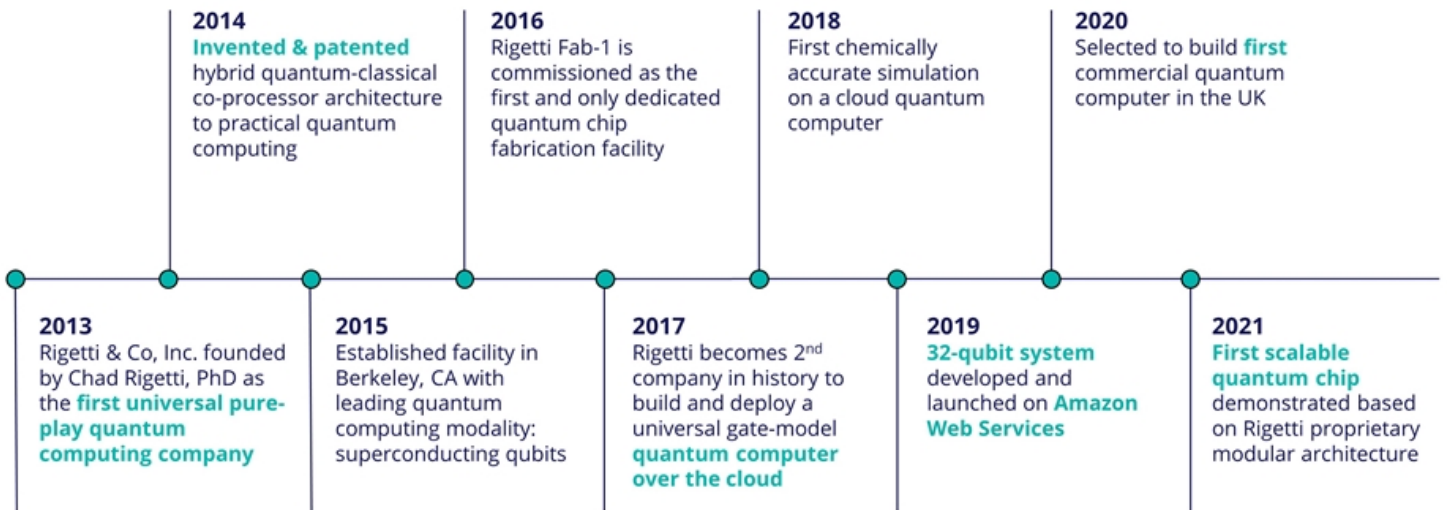 2014
Invented & patented
hybrid quantum-classical
co-processor architecture
to practical quantum
computing
2016
Rigetti Fab-1 is
commissioned as the
first and only dedicated
quantum chip
fabrication facility
2018
First chemically
accurate simulation
on a cloud quantum
computer
2020
Selected to build first
commercial quantum
computer in the UK
2013
Rigetti & Co, Inc. founded
by Chad Rigetti, PhD as
the first universal pure-
play quantum
computing company
2015
Established facility in
Berkeley, CA with
leading quantum
computing modality:
superconducting qubits
2017
Rigetti becomes 2nd
company in history to
build and deploy a
universal gate-model
quantum computer
over the cloud
2019
32-qubit system
developed and
launched on Amazon
Web Services
2021
First scalable
quantum chip
demonstrated based
on Rigetti proprietary
modular architecture